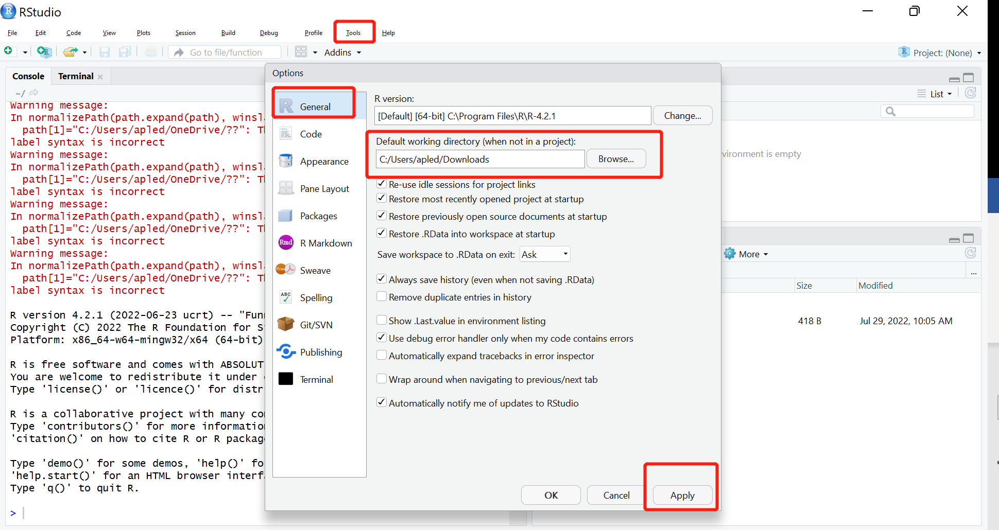 RStudio
File Edit Code View Plots Session Build Debug Profile Tools Help
Go to file/function
Addins
Project: (None)
Console
Terminal
~/
List
Warning message:
In normalizePath(path.expand(path),
path[1]="C:/Users/apled/OneDrive/??":
label syntax is incorrect
Warning message:
In normalizePath(path.expand(path),
path[1]="C:/Users/apled/OneDrive/??":
label syntax is incorrect
Warning message:
In normalizePath(path.expand(path),
path[1]="C:/Users/apled/OneDrive/??":
label syntax is incorrect
Warning message:
In normalizePath(path.expand(path),
path[1]="C:/Users/apled/OneDrive/??":
label syntax is incorrect
R version 4.2.1 (2022-06-23 ucrt) -- "Fun
Copyright (C) 2022 The R Foundation for S
Platform: x86_64-w64-mingw32/x64 (64-bit)
R is free software and comes with ABSOLUT
You are welcome to redistribute it under
Type 'license()' or 'licence()' for distr
R is a collaborative project with many co
Type 'contributors()' for more informatio
'citation()' on how to cite R or R packag
Type 'demo()' for some demos, 'help()' fo
'help.start()' for an HTML browser interf
Type 'q()' to quit R.
>
Options
General
Code
Appearance
Pane Layout
Packages
Rmd R Markdown
Rnw Sweave
ABC Spelling
Git/SVN
Publishing
Terminal
R version:
[Default] [64-bit] C:\Program Files\R\R-4.2.1
Change...
Default working directory (when not in a project):
C:/Users/apled/Downloads
Browse...
Re-use idle sessions for project links
Restore most recently opened project at startup
Restore previously open source documents at startup
Restore .RData into workspace at startup
Save workspace to .RData on exit: Ask
Always save history (even when not saving .RData)
Remove duplicate entries in history
Show .Last.value in environment listing
Use debug error handler only when my code contains errors
Automatically expand tracebacks in error inspector
Wrap around when navigating to previous/next tab
Automatically notify me of updates to RStudio
OK
Cancel
Apply
vironment is empty
More
...
Size
Modified
418 B
Jul 29, 2022, 10:05 AM